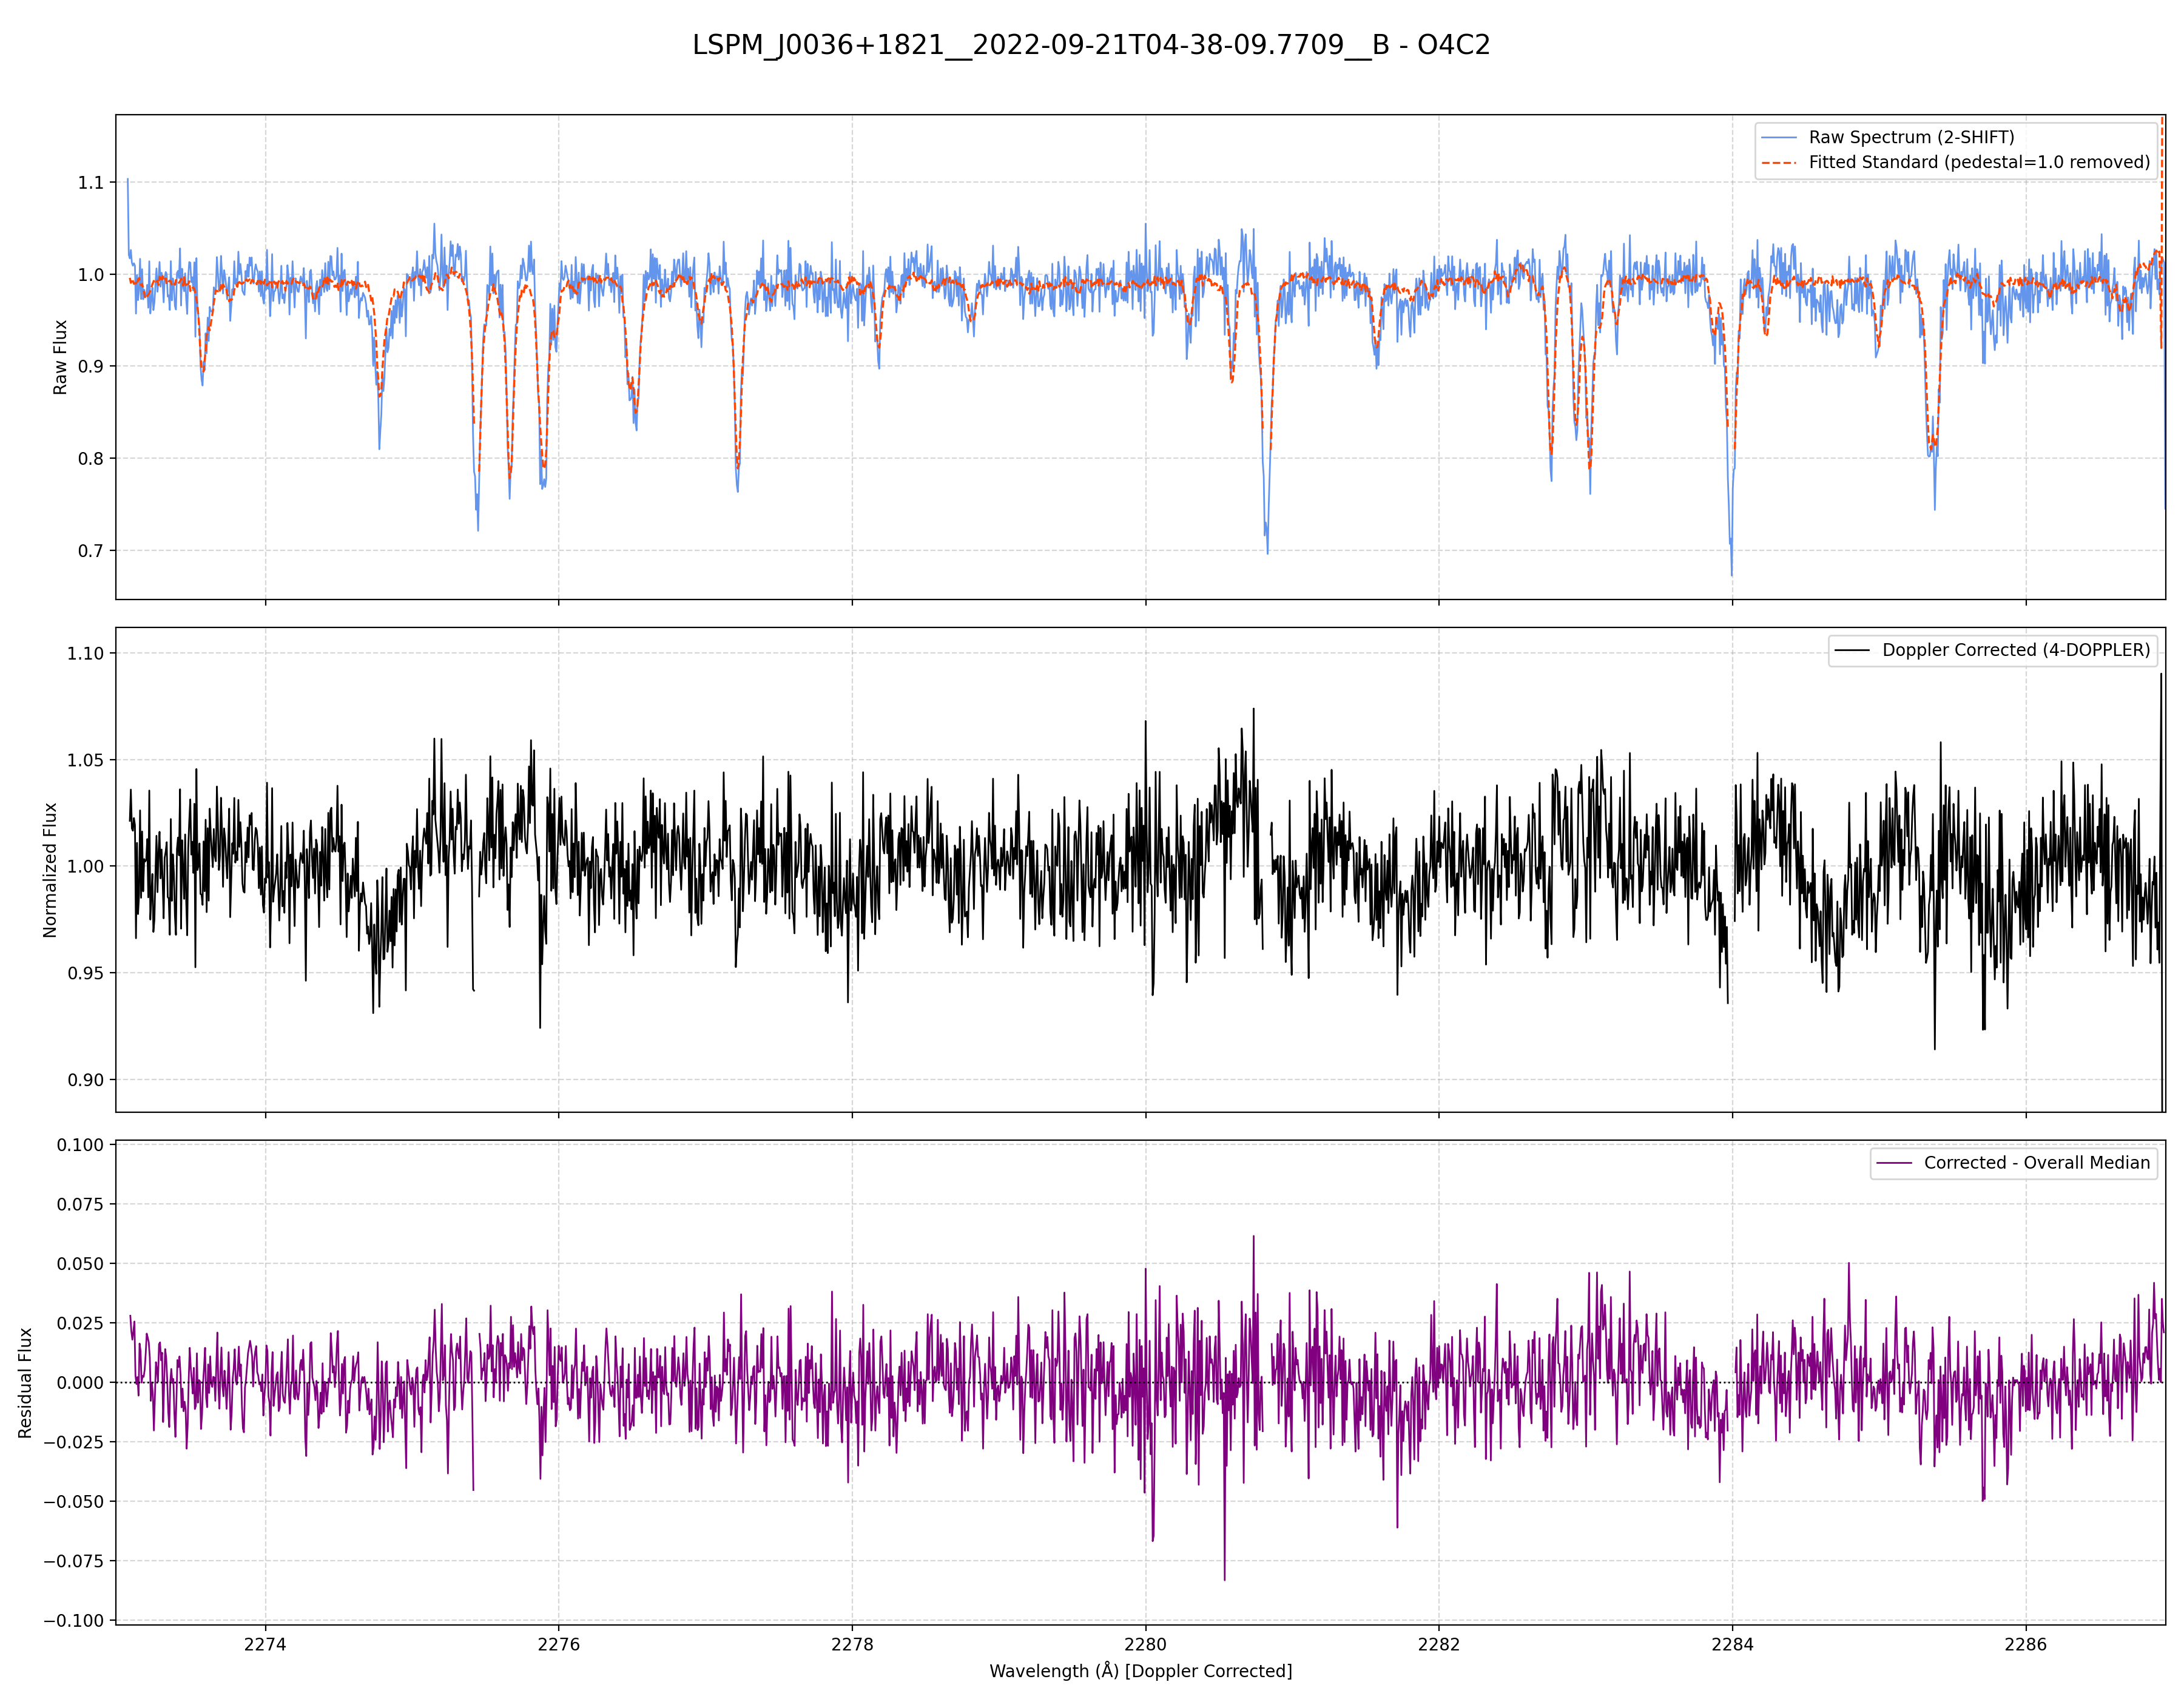 LSPM_J0036+1821__2022-09-21T04-38-09.7709__B - O4C2
Raw Spectrum (2-SHIFT)
Fitted Standard (pedestal=1.0 removed)
Raw Flux
1.1
1.0
0.9
0.8
0.7
Doppler Corrected (4-DOPPLER)
Normalized Flux
1.10
1.05
1.00
0.95
0.90
Corrected - Overall Median
Residual Flux
0.100
0.075
0.050
0.025
0.000
−0.025
−0.050
−0.075
−0.100
2274 2276 2278 2280 2282 2284 2286
Wavelength (Å) [Doppler Corrected]